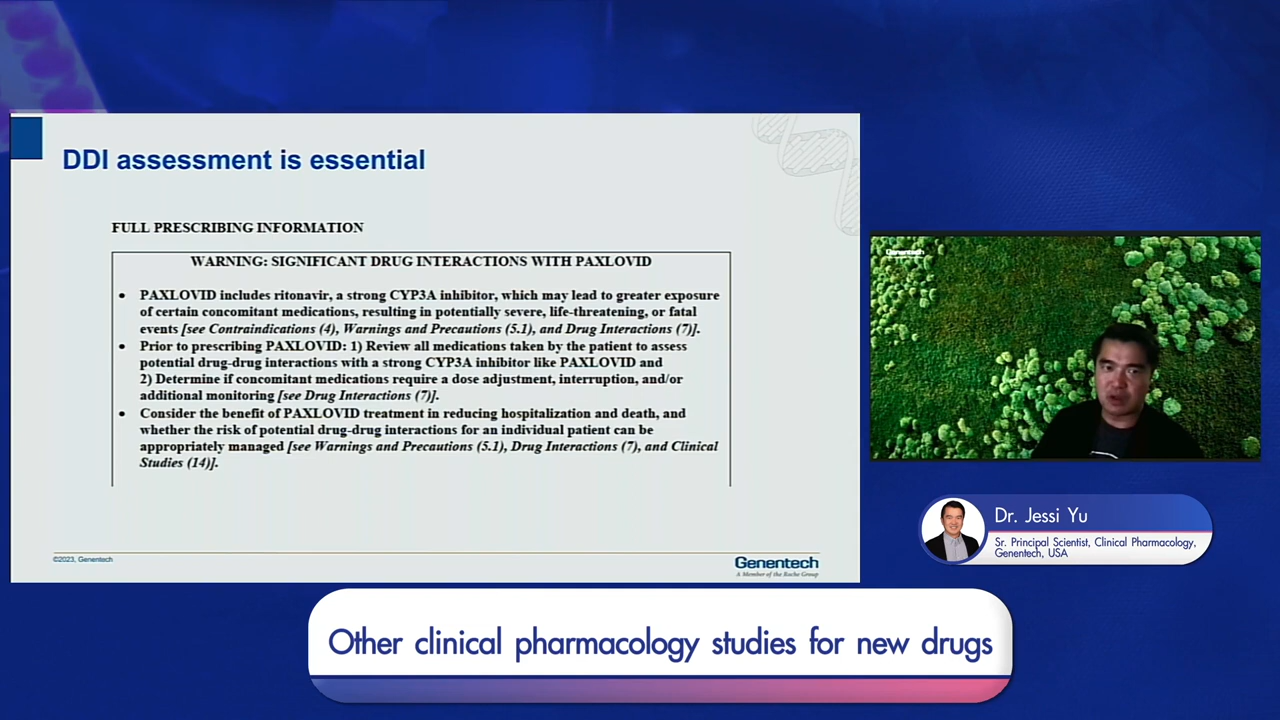 DDI assessment is essential
FULL PRESCRIBING INFORMATION
WARNING: SIGNIFICANT DRUG INTERACTIONS WITH PAXLOVID
• PAXLOVID includes ritonavir, a strong CYP3A inhibitor, which may lead to greater exposure
of certain concomitant medications, resulting in potentially severe, life-threatening, or fatal
events [see Contraindications (4), Warnings and Precautions (5.1), and Drug Interactions (7)].
• Prior to prescribing PAXLOVID: 1) Review all medications taken by the patient to assess
potential drug-drug interactions with a strong CYP3A inhibitor like PAXLOVID and
2) Determine if concomitant medications require a dose adjustment, interruption, and/or
additional monitoring [see Drug Interactions (7)].
• Consider the benefit of PAXLOVID treatment in reducing hospitalization and death, and
whether the risk of potential drug-drug interactions for an individual patient can be
appropriately managed [see Warnings and Precautions (5.1), Drug Interactions (7), and Clinical
Studies (14)].
©2023, Genentech
Genentech
A Member of the Roche Group
Genentech
Dr. Jessi Yu
Sr. Principal Scientist, Clinical Pharmacology,
Genentech, USA
Other clinical pharmacology studies for new drugs